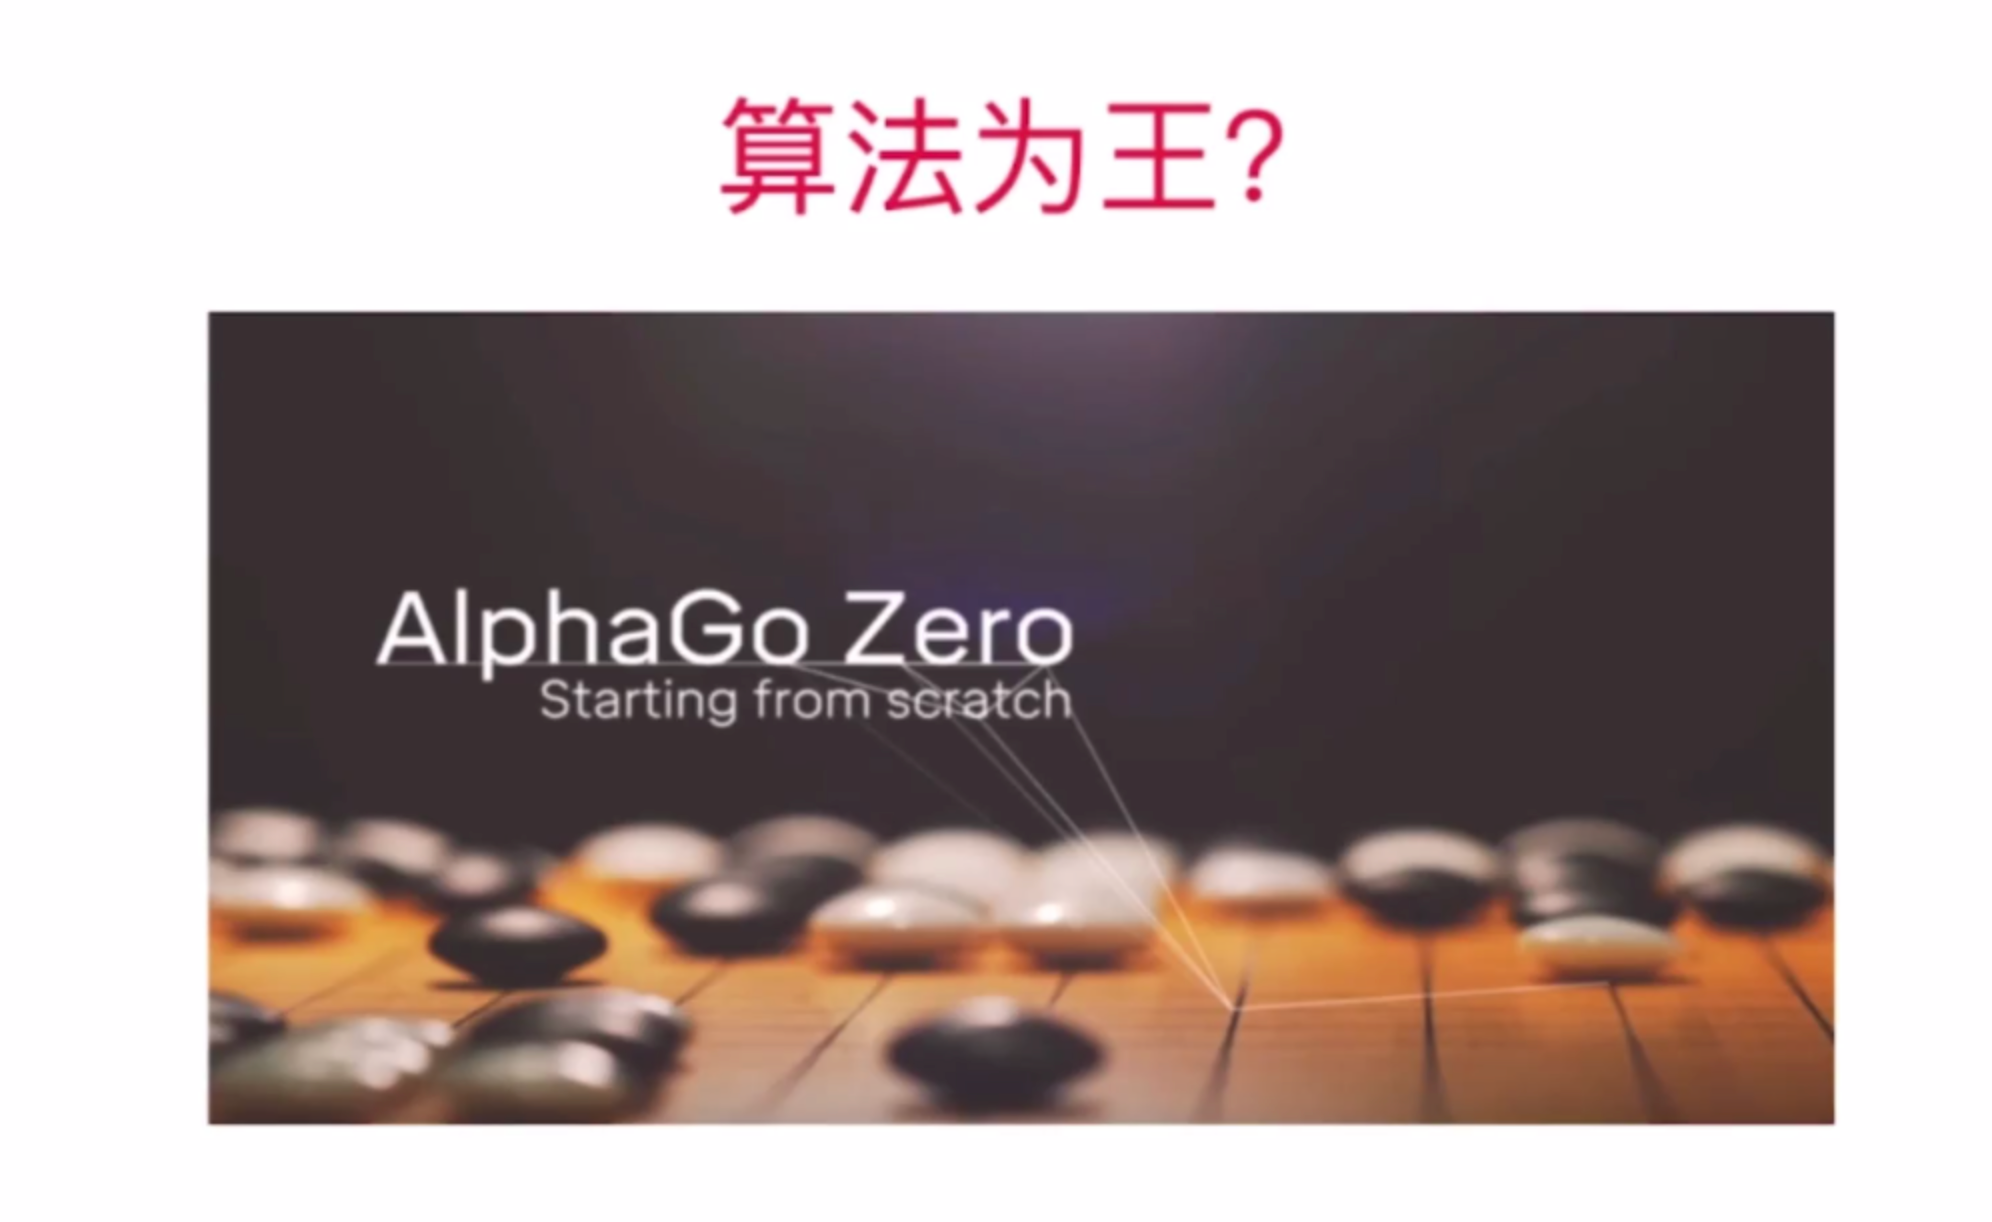 算法为王?
AlphaGo Zero
Starting from scratch